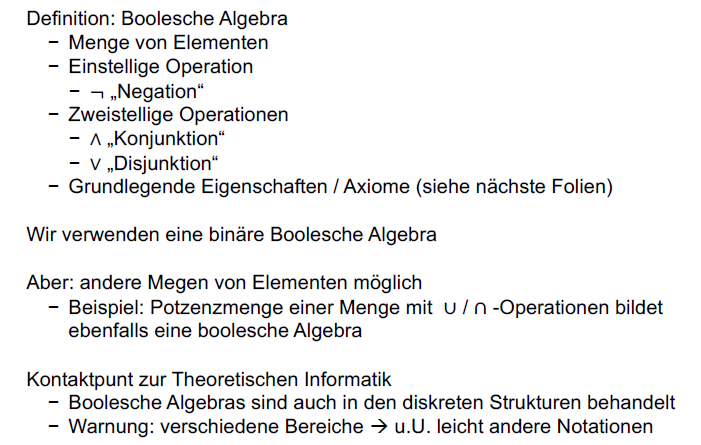 Definition: Boolesche Algebra
− Menge von Elementen
− Einstellige Operation
− ¬ „Negation“
− Zweistellige Operationen
− ∧ „Konjunktion“
− ∨ „Disjunktion“
− Grundlegende Eigenschaften / Axiome (siehe nächste Folien)
Wir verwenden eine binäre Boolesche Algebra
Aber: andere Megen von Elementen möglich
− Beispiel: Potzenzmenge einer Menge mit ∪ / ∩ -Operationen bildet
ebenfalls eine boolesche Algebra
Kontaktpunt zur Theoretischen Informatik
− Boolesche Algebras sind auch in den diskreten Strukturen behandelt
− Warnung: verschiedene Bereiche → u.U. leicht andere Notationen